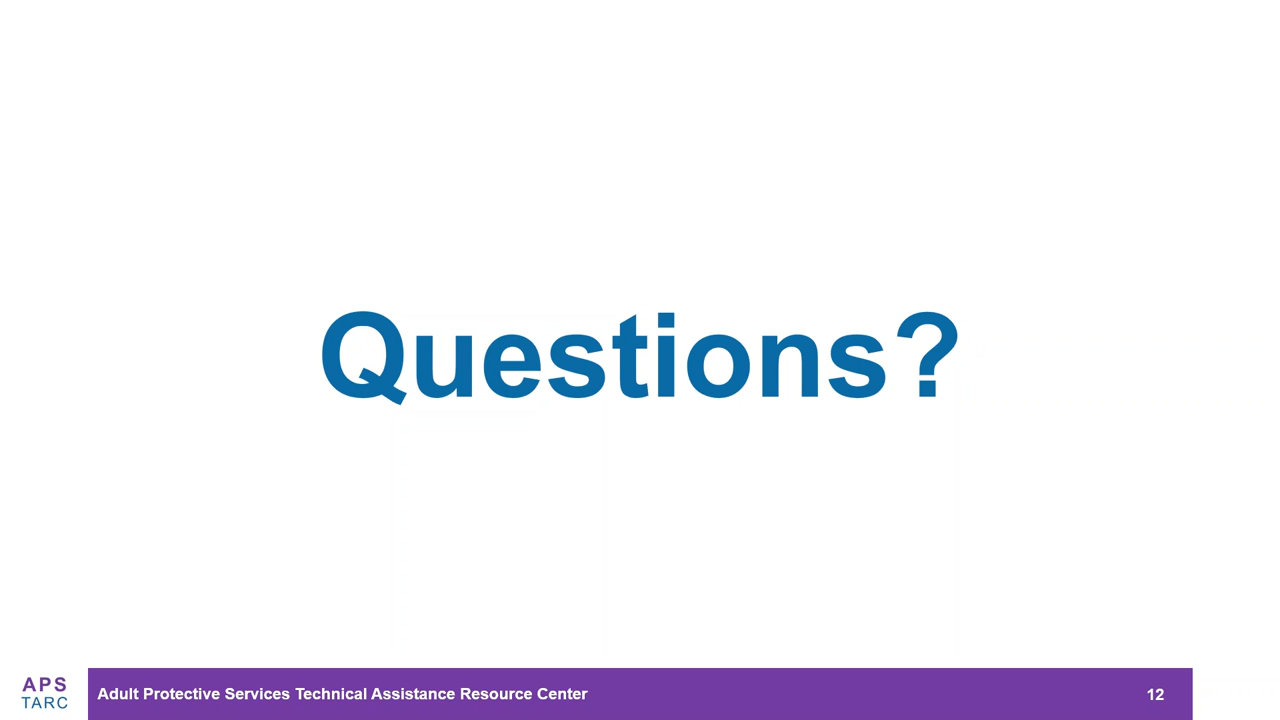 Questions?
APS
TARC
Adult Protective Services Technical Assistance Resource Center
12